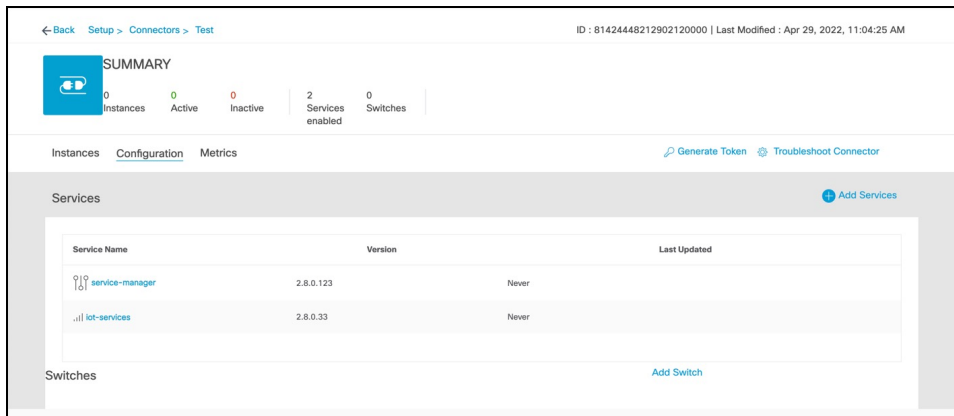 Back Setup > Connectors > Test ID : 81424448212902120000 | Last Modified : Apr 29, 2022, 11:04:25 AM
SUMMARY
0 0 0 2 0
Instances Active Inactive Services Switches
enabled
Instances Configuration Metrics Generate Token Troubleshoot Connector
Services Add Services
Service Name Version Last Updated
service-manager 2.8.0.123 Never
iot-services 2.8.0.33 Never
Switches Add Switch